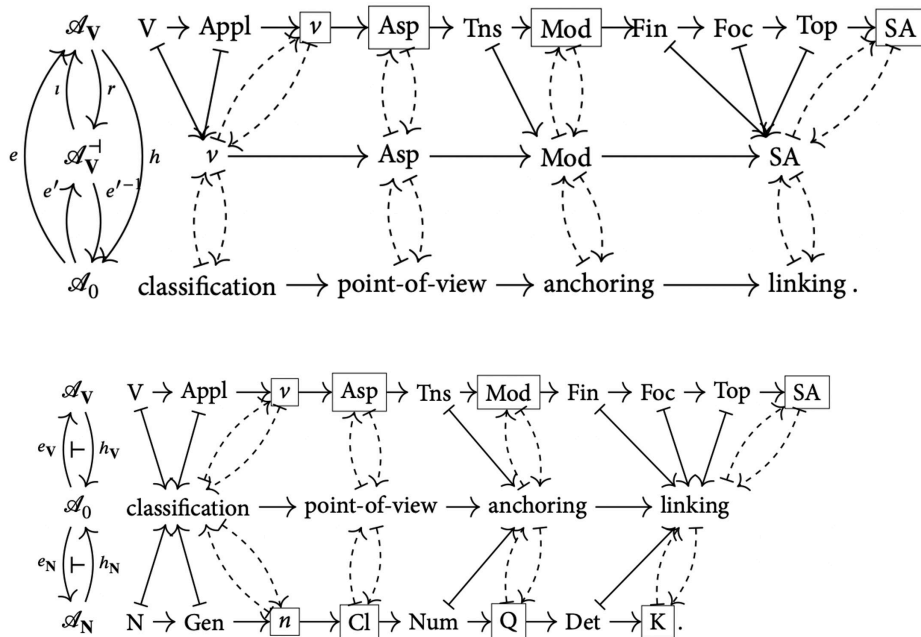 𝒜_V V → Appl → ν → Asp → Tns → Mod → Fin → Foc → Top → SA
ι r
e 𝒜_V^⊣ h ν → Asp → Mod → SA
e′ e′⁻¹
𝒜_0 classification → point-of-view → anchoring → linking .
𝒜_V V → Appl → ν → Asp → Tns → Mod → Fin → Foc → Top → SA
e_V ⊢ h_V
𝒜_0 classification → point-of-view → anchoring → linking
e_N ⊢ h_N
𝒜_N N → Gen → n → Cl → Num → Q → Det → K .